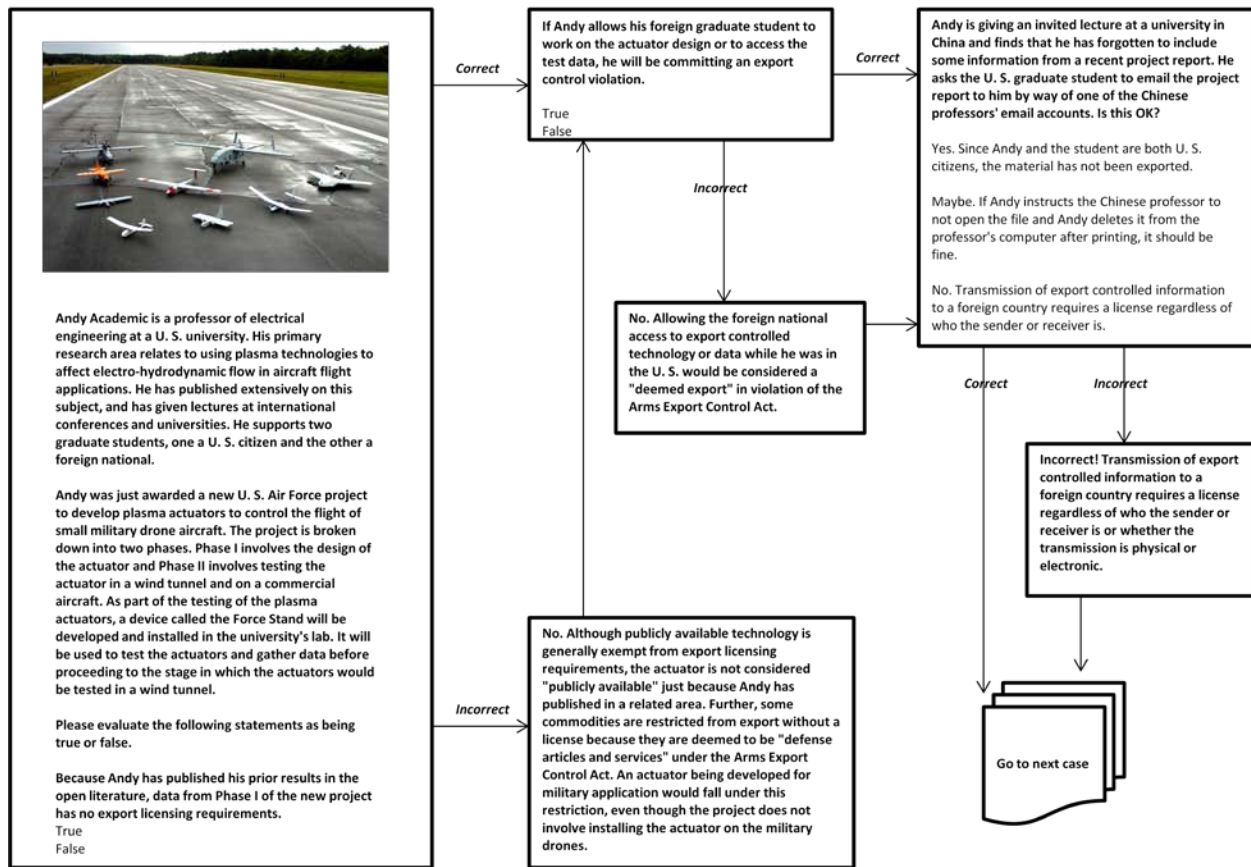 Andy Academic is a professor of electrical
engineering at a U. S. university. His primary
research area relates to using plasma technologies to
affect electro-hydrodynamic flow in aircraft flight
applications. He has published extensively on this
subject, and has given lectures at international
conferences and universities. He supports two
graduate students, one a U. S. citizen and the other a
foreign national.
Andy was just awarded a new U. S. Air Force project
to develop plasma actuators to control the flight of
small military drone aircraft. The project is broken
down into two phases. Phase I involves the design of
the actuator and Phase II involves testing the
actuator in a wind tunnel and on a commercial
aircraft. As part of the testing of the plasma
actuators, a device called the Force Stand will be
developed and installed in the university's lab. It will
be used to test the actuators and gather data before
proceeding to the stage in which the actuators would
be tested in a wind tunnel.
Please evaluate the following statements as being
true or false.
Because Andy has published his prior results in the
open literature, data from Phase I of the new project
has no export licensing requirements.
True
False
Correct
Incorrect
If Andy allows his foreign graduate student to
work on the actuator design or to access the
test data, he will be committing an export
control violation.
True
False
Correct
Incorrect
No. Allowing the foreign national
access to export controlled
technology or data while he was in
the U. S. would be considered a
"deemed export" in violation of the
Arms Export Control Act.
No. Although publicly available technology is
generally exempt from export licensing
requirements, the actuator is not considered
"publicly available" just because Andy has
published in a related area. Further, some
commodities are restricted from export without a
license because they are deemed to be "defense
articles and services" under the Arms Export
Control Act. An actuator being developed for
military application would fall under this
restriction, even though the project does not
involve installing the actuator on the military
drones.
Andy is giving an invited lecture at a university in
China and finds that he has forgotten to include
some information from a recent project report. He
asks the U. S. graduate student to email the project
report to him by way of one of the Chinese
professors' email accounts. Is this OK?
Yes. Since Andy and the student are both U. S.
citizens, the material has not been exported.
Maybe. If Andy instructs the Chinese professor to
not open the file and Andy deletes it from the
professor's computer after printing, it should be
fine.
No. Transmission of export controlled information
to a foreign country requires a license regardless of
who the sender or receiver is.
Correct
Incorrect
Incorrect! Transmission of export
controlled information to a
foreign country requires a license
regardless of who the sender or
receiver is or whether the
transmission is physical or
electronic.
Go to next case